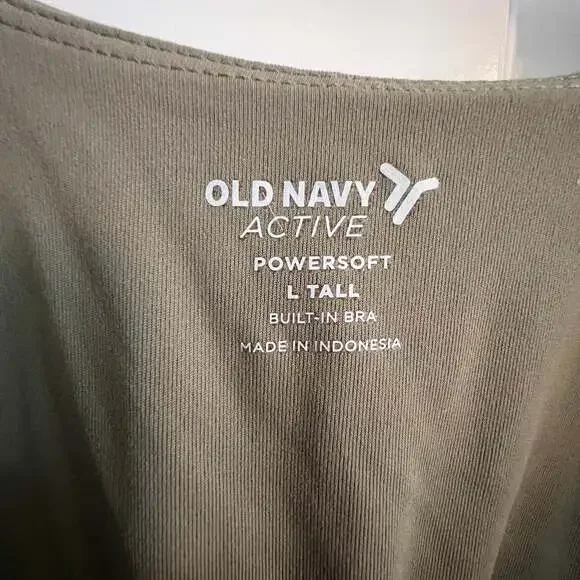 OLD NAVY
ACTIVE
POWERSOFT
L TALL
BUILT-IN BRA
MADE IN INDONESIA